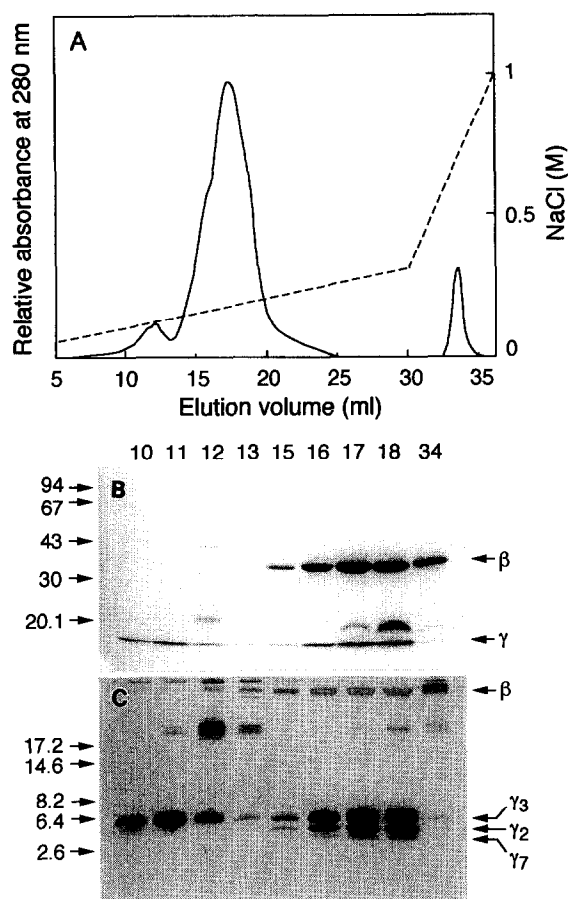 A
Relative absorbance at 280 nm
1
0.5
0
NaCl (M)
5 10 15 20 25 30 35
Elution volume (ml)
10 11 12 13 15 16 17 18 34
B
94
67
43
30
20.1
β
γ
C
17.2
14.6
8.2
6.4
2.6
β
γ3
γ2
γ7